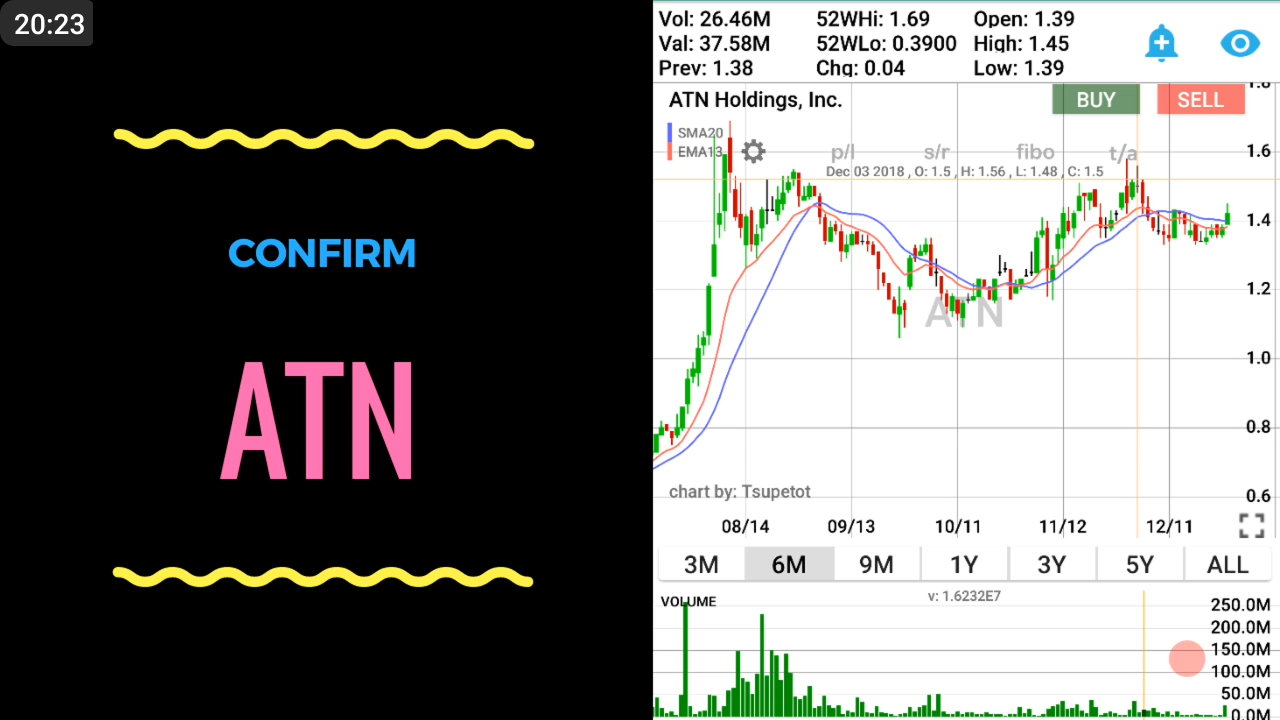 20:23
CONFIRM
ATN
Vol: 26.46M 52WHi: 1.69 Open: 1.39
Val: 37.58M 52WLo: 0.3900 High: 1.45
Prev: 1.38 Chg: 0.04 Low: 1.39
ATN Holdings, Inc. BUY SELL
SMA20
EMA13 p/l s/r fibo t/a
Dec 03 2018 , O: 1.5 , H: 1.56 , L: 1.48 , C: 1.5
1.8
1.6
1.4
1.2
1.0
0.8
0.6
ATN
chart by: Tsupetot
08/14 09/13 10/11 11/12 12/11
3M 6M 9M 1Y 3Y 5Y ALL
VOLUME v: 1.6232E7
250.0M
200.0M
150.0M
100.0M
50.0M
0.0M